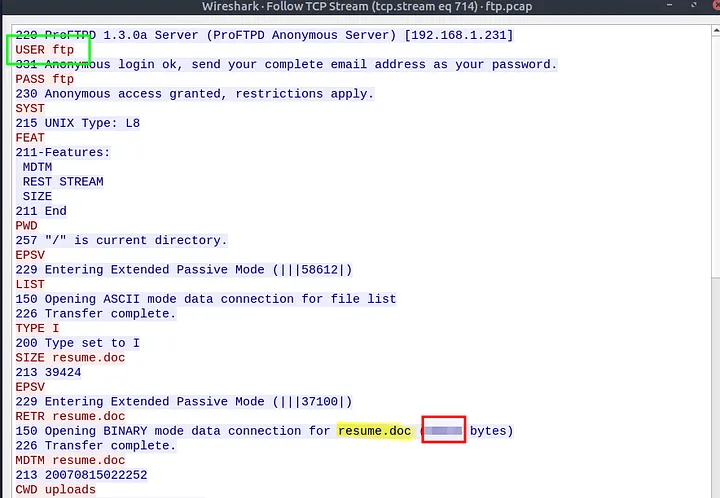 Wireshark · Follow TCP Stream (tcp.stream eq 714) · ftp.pcap
220 ProFTPD 1.3.0a Server (ProFTPD Anonymous Server) [192.168.1.231]
USER ftp
331 Anonymous login ok, send your complete email address as your password.
PASS ftp
230 Anonymous access granted, restrictions apply.
SYST
215 UNIX Type: L8
FEAT
211-Features:
MDTM
REST STREAM
SIZE
211 End
PWD
257 "/" is current directory.
EPSV
229 Entering Extended Passive Mode (|||58612|)
LIST
150 Opening ASCII mode data connection for file list
226 Transfer complete.
TYPE I
200 Type set to I
SIZE resume.doc
213 39424
EPSV
229 Entering Extended Passive Mode (|||37100|)
RETR resume.doc
150 Opening BINARY mode data connection for resume.doc ( bytes)
226 Transfer complete.
MDTM resume.doc
213 20070815022252
CWD uploads